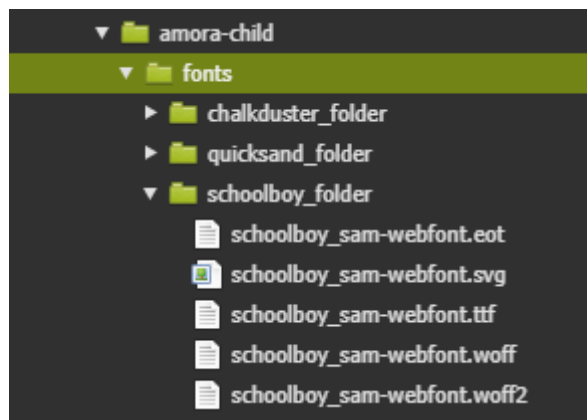 amora-child
fonts
chalkduster_folder
quicksand_folder
schoolboy_folder
schoolboy_sam-webfont.eot
schoolboy_sam-webfont.svg
schoolboy_sam-webfont.ttf
schoolboy_sam-webfont.woff
schoolboy_sam-webfont.woff2